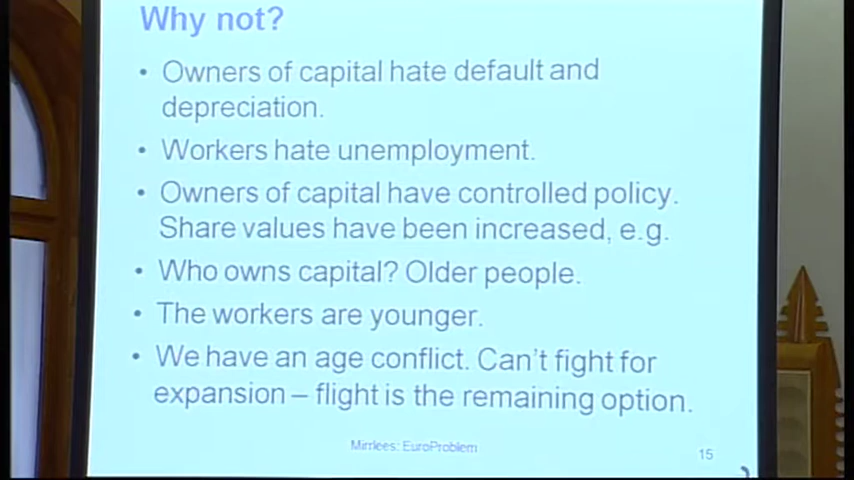 Why not?
• Owners of capital hate default and
depreciation.
• Workers hate unemployment.
• Owners of capital have controlled policy.
Share values have been increased, e.g.
• Who owns capital? Older people.
• The workers are younger.
• We have an age conflict. Can't fight for
expansion – flight is the remaining option.
Mirrlees: EuroProblem
15